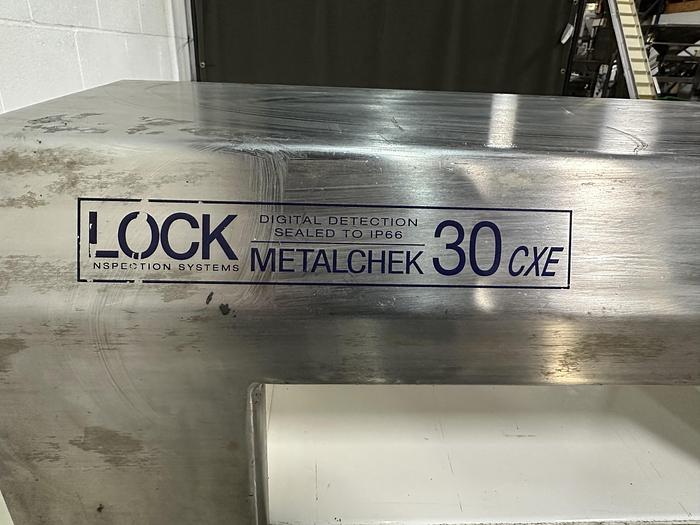 LOCK
NSPECTION SYSTEMS
DIGITAL DETECTION
SEALED TO IP66
METALCHEK 30 CXE